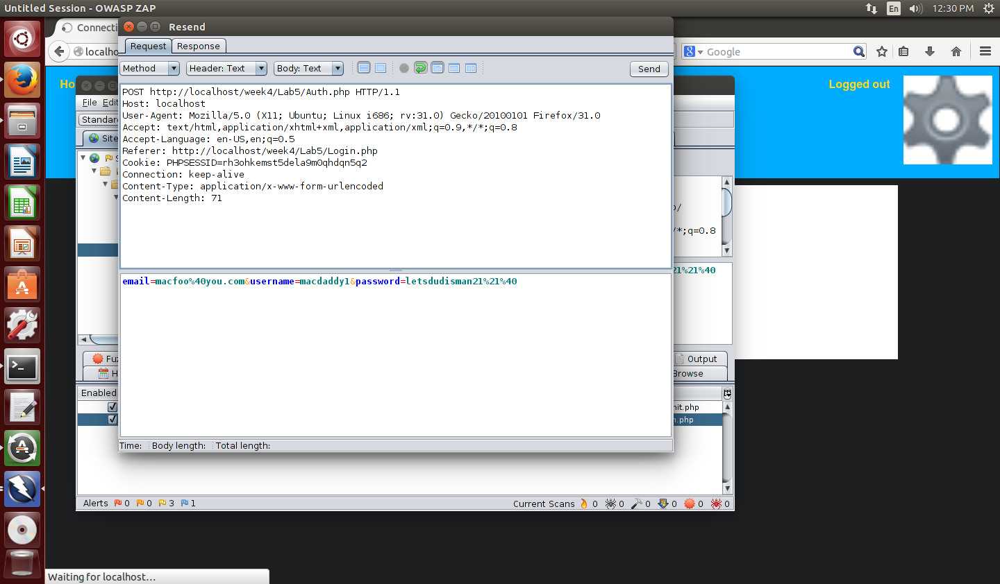 Untitled Session - OWASP ZAP
En
12:30 PM
Resend
Connecti
Request
Response
localho
Google
Method
Header: Text
Body: Text
Send
Ho
Logged out
File Edit
Standard
Site
POST http://localhost/week4/Lab5/Auth.php HTTP/1.1
Host: localhost
User-Agent: Mozilla/5.0 (X11; Ubuntu; Linux i686; rv:31.0) Gecko/20100101 Firefox/31.0
Accept: text/html,application/xhtml+xml,application/xml;q=0.9,*/*;q=0.8
Accept-Language: en-US,en;q=0.5
Referer: http://localhost/week4/Lab5/Login.php
Cookie: PHPSESSID=rh3ohkemst5dela9m0qhdqn5q2
Connection: keep-alive
Content-Type: application/x-www-form-urlencoded
Content-Length: 71
/*;q=0.8
email=macfoo%40you.com&username=macdaddy1&password=letsdudisman21%21%40
21%21%40
Fuz
Output
H
Browse
Enabled
nit.php
n.php
Time: Body length: Total length:
Alerts 0 0 3 1
Current Scans 0 0 0 0 0 0
Waiting for localhost...